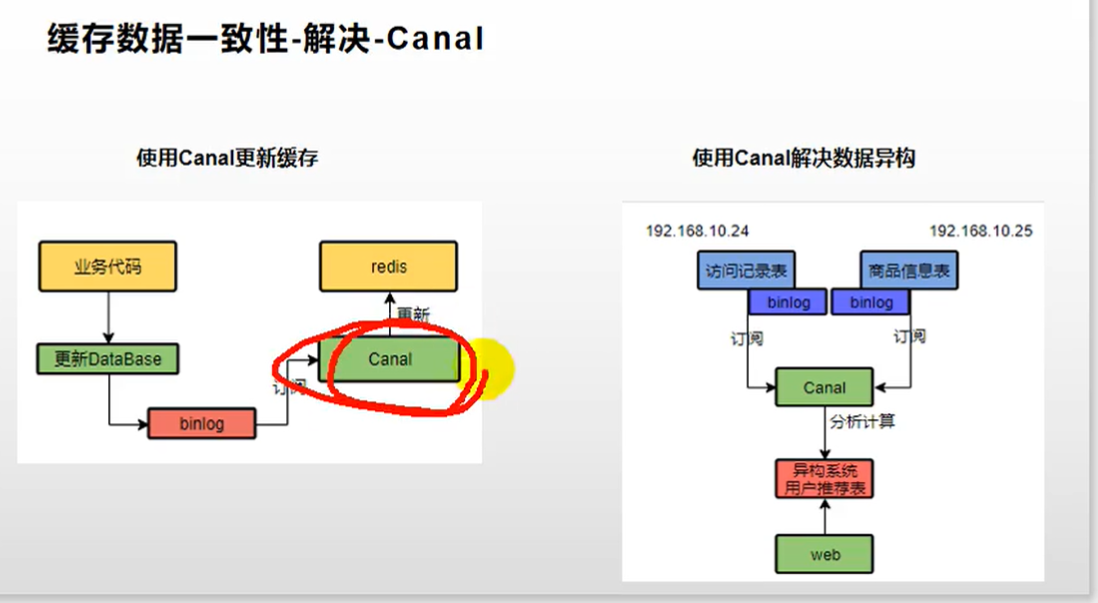 缓存数据一致性-解决-Canal
使用Canal更新缓存
业务代码
redis
更新
更新DataBase
Canal
订阅
binlog
使用Canal解决数据异构
192.168.10.24
192.168.10.25
访问记录表
商品信息表
binlog
binlog
订阅
订阅
Canal
分析计算
异构系统
用户推荐表
web